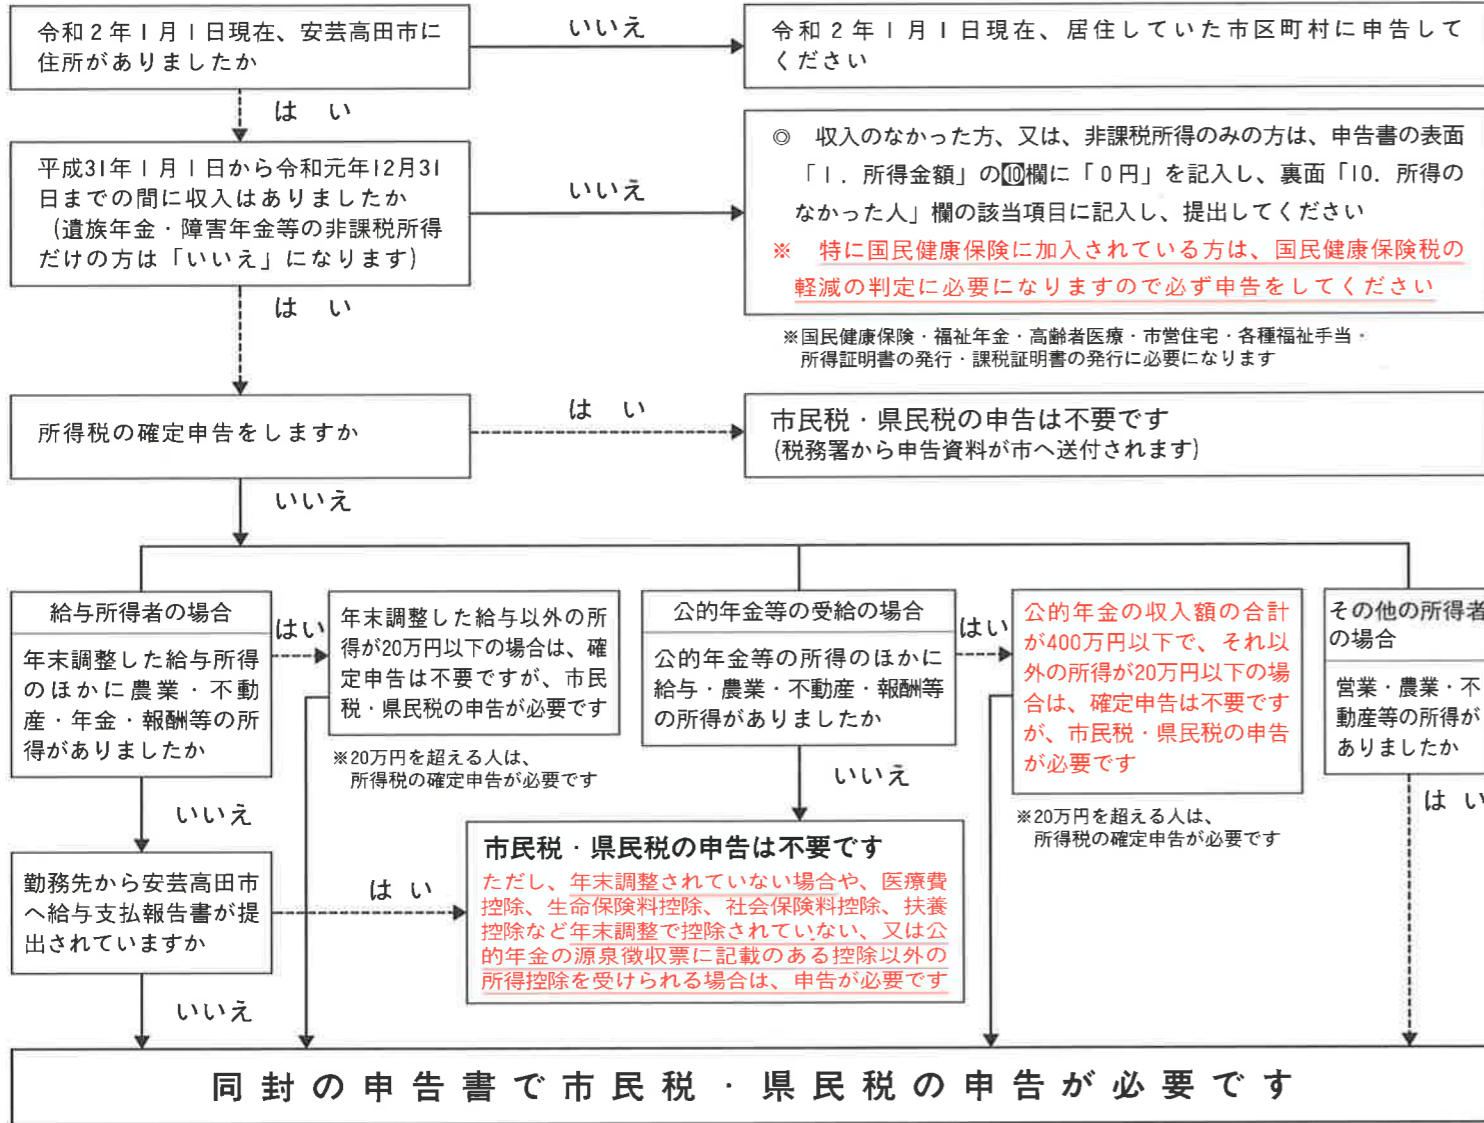 令和2年1月1日現在、安芸高田市に
住所がありましたか
いいえ
令和2年1月1日現在、居住していた市区町村に申告して
ください
は い
平成31年1月1日から令和元年12月31
日までの間に収入はありましたか
(遺族年金・障害年金等の非課税所得
だけの方は「いいえ」になります)
いいえ
◎ 収入のなかった方、又は、非課税所得のみの方は、申告書の表面
「1. 所得金額」の⑩欄に「0円」を記入し、裏面「10. 所得の
なかった人」欄の該当項目に記入し、提出してください
※ 特に国民健康保険に加入されている方は、国民健康保険税の
軽減の判定に必要になりますので必ず申告をしてください
※国民健康保険・福祉年金・高齢者医療・市営住宅・各種福祉手当・
所得証明書の発行・課税証明書の発行に必要になります
は い
所得税の確定申告をしますか
は い
市民税・県民税の申告は不要です
(税務署から申告資料が市へ送付されます)
いいえ
給与所得者の場合
年末調整した給与所得
のほかに農業・不動
産・年金・報酬等の所
得がありましたか
はい
年末調整した給与以外の所
得が20万円以下の場合は、確
定申告は不要ですが、市民
税・県民税の申告が必要です
※20万円を超える人は、
所得税の確定申告が必要です
公的年金等の受給の場合
公的年金等の所得のほかに
給与・農業・不動産・報酬等
の所得がありましたか
はい
公的年金の収入額の合計
が400万円以下で、それ以
外の所得が20万円以下の場
合は、確定申告は不要です
が、市民税・県民税の申告
が必要です
※20万円を超える人は、
所得税の確定申告が必要です
その他の所得者
の場合
営業・農業・不
動産等の所得が
ありましたか
は い
いいえ
いいえ
勤務先から安芸高田市
へ給与支払報告書が提
出されていますか
は い
市民税・県民税の申告は不要です
ただし、年末調整されていない場合や、医療費
控除、生命保険料控除、社会保険料控除、扶養
控除など年末調整で控除されていない、又は公
的年金の源泉徴収票に記載のある控除以外の
所得控除を受けられる場合は、申告が必要です
いいえ
同封の申告書で市民税・県民税の申告が必要です